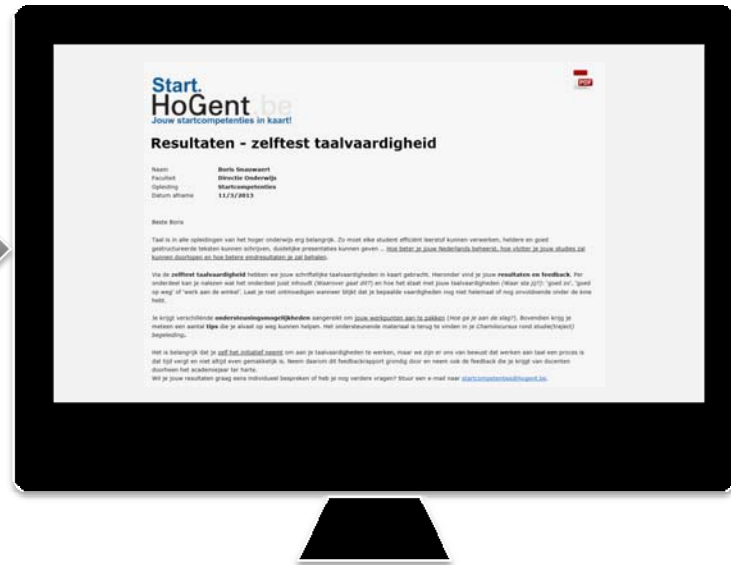 Start.
HoGent.be
Jouw startcompetenties in kaart!
PDF
Resultaten - zelftest taalvaardigheid
Naam Boris Snauwaert
Faculteit Directie Onderwijs
Opleiding Startcompetenties
Datum afname 11/3/2013
Beste Boris
Taal is in alle opleidingen van het hoger onderwijs erg belangrijk. Zo moet elke student efficiënt leerstof kunnen verwerken, heldere en goed
gestructureerde teksten kunnen schrijven, duidelijke presentaties kunnen geven … Hoe beter je jouw Nederlands beheerst, hoe vlotter je jouw studies zal
kunnen doorlopen en hoe betere eindresultaten je zal behalen.
Via de zelftest taalvaardigheid hebben we jouw schriftelijke taalvaardigheden in kaart gebracht. Hieronder vind je jouw resultaten en feedback. Per
onderdeel kan je nalezen wat het onderdeel juist inhoudt (Waarover gaat dit?) en hoe het staat met jouw taalvaardigheden (Waar sta jij?): 'goed zo', 'goed
op weg' of 'werk aan de winkel'. Laat je niet ontmoedigen wanneer blijkt dat je bepaalde vaardigheden nog niet helemaal of nog onvoldoende onder de knie
hebt.
Je krijgt verschillende ondersteuningsmogelijkheden aangereikt om jouw werkpunten aan te pakken (Hoe ga je aan de slag?). Bovendien krijg je
meteen een aantal tips die je alvast op weg kunnen helpen. Het ondersteunende materiaal is terug te vinden in je Chamilocursus rond studie(traject)
begeleiding.
Het is belangrijk dat je zelf het initiatief neemt om aan je taalvaardigheden te werken, maar we zijn er ons van bewust dat werken aan taal een proces is
dat tijd vergt en niet altijd even gemakkelijk is. Neem daarom dit feedbackrapport grondig door en neem ook de feedback die je krijgt van docenten
doorheen het academiejaar ter harte.
Wil je jouw resultaten graag eens individueel bespreken of heb je nog verdere vragen? Stuur een e-mail naar startcompetenties@hogent.be.